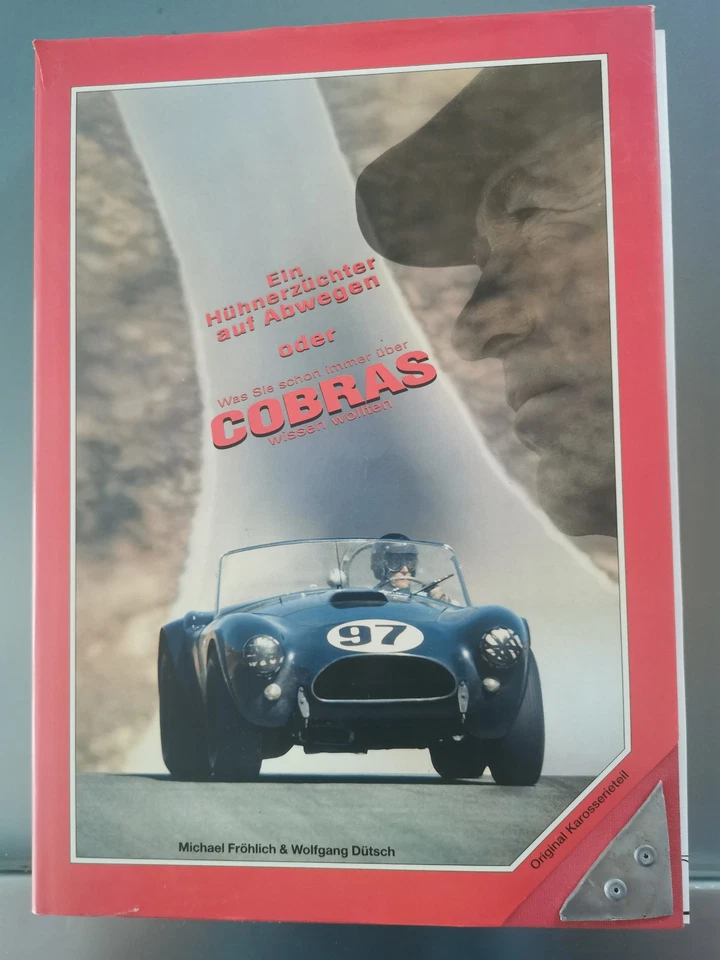 Ein
Hühnerzüchter
auf Abwegen
oder
Was Sie schon immer über
COBRAS
wissen wollten
97
Michael Fröhlich & Wolfgang Dütsch
Original Karosserieteil